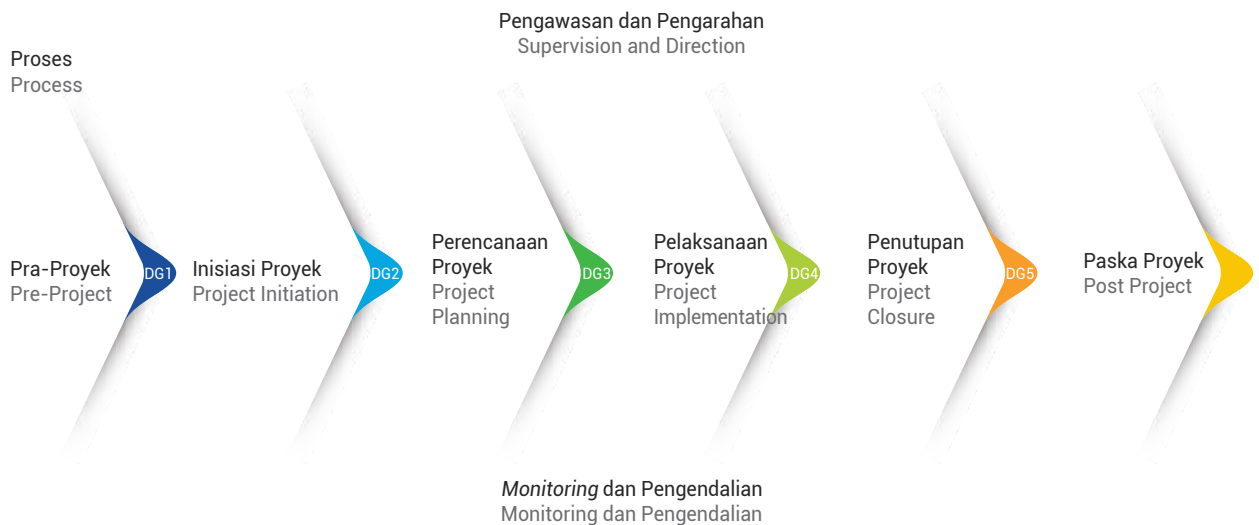 Pengawasan dan Pengarahan
Supervision and Direction
Proses
Process
Pra-Proyek
Pre-Project
DG1
Inisiasi Proyek
Project Initiation
DG2
Perencanaan
Proyek
Project
Planning
DG3
Pelaksanaan
Proyek
Project
Implementation
DG4
Penutupan
Proyek
Project
Closure
DG5
Paska Proyek
Post Project
Monitoring dan Pengendalian
Monitoring dan Pengendalian